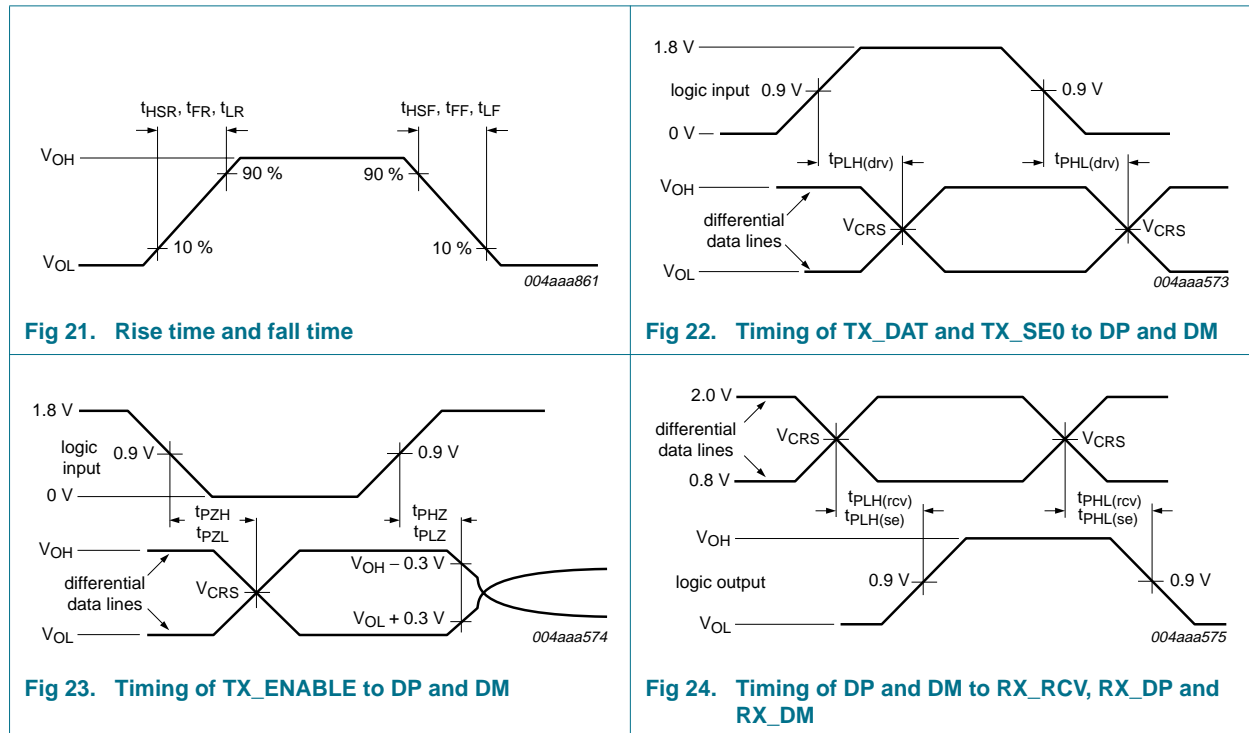 tHSR, tFR, tLR
tHSF, tFF, tLF
VOH
90 %
90 %
10 %
10 %
VOL
004aaa861
Fig 21. Rise time and fall time
1.8 V
logic input
0.9 V
0.9 V
0 V
tPLH(drv)
tPHL(drv)
VOH
differential
data lines
VCRS
VCRS
VOL
004aaa573
Fig 22. Timing of TX_DAT and TX_SE0 to DP and DM
1.8 V
logic
input
0.9 V
0.9 V
0 V
tPZH
tPZL
tPHZ
tPLZ
VOH
VOH – 0.3 V
differential
data lines
VCRS
VOL + 0.3 V
VOL
004aaa574
Fig 23. Timing of TX_ENABLE to DP and DM
2.0 V
differential
data lines
VCRS
VCRS
0.8 V
tPLH(rcv)
tPLH(se)
tPHL(rcv)
tPHL(se)
VOH
logic output
0.9 V
0.9 V
VOL
004aaa575
Fig 24. Timing of DP and DM to RX_RCV, RX_DP and
RX_DM